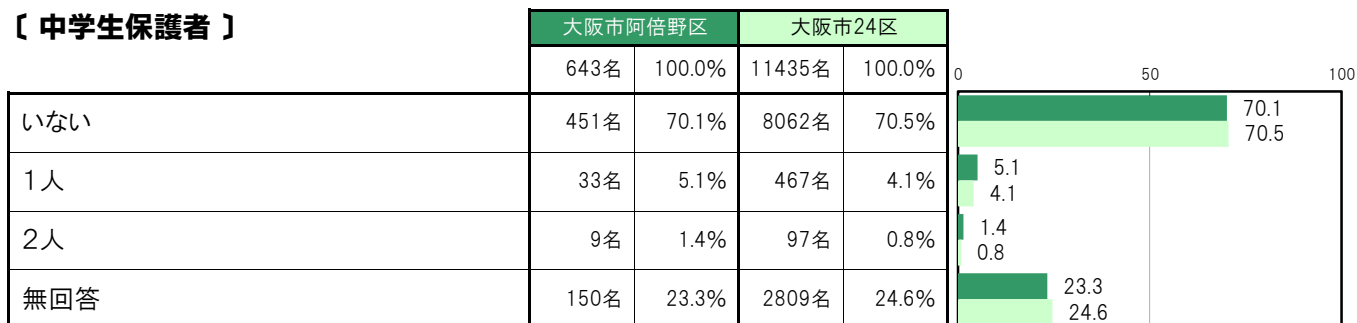 〔 中学生保護者 〕
大阪市阿倍野区 大阪市24区
643名 100.0% 11435名 100.0%
0 50 100
いない 451名 70.1% 8062名 70.5%
70.1
70.5
1人 33名 5.1% 467名 4.1%
5.1
4.1
2人 9名 1.4% 97名 0.8%
1.4
0.8
無回答 150名 23.3% 2809名 24.6%
23.3
24.6